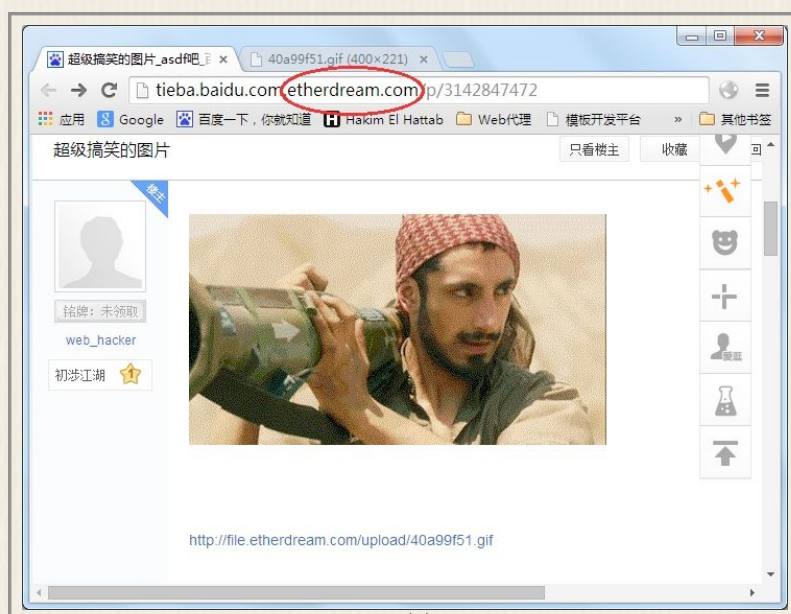 超级搞笑的图片_asdf吧_
40a99f51.gif (400×221)
tieba.baidu.com.etherdream.com/p/3142847472
应用 Google 百度一下，你就知道 Hakim El Hattab Web代理 模板开发平台 » 其他书签
超级搞笑的图片
只看楼主 收藏
楼主
铭牌：未领取
web_hacker
初涉江湖 1
爱逛
http://file.etherdream.com/upload/40a99f51.gif